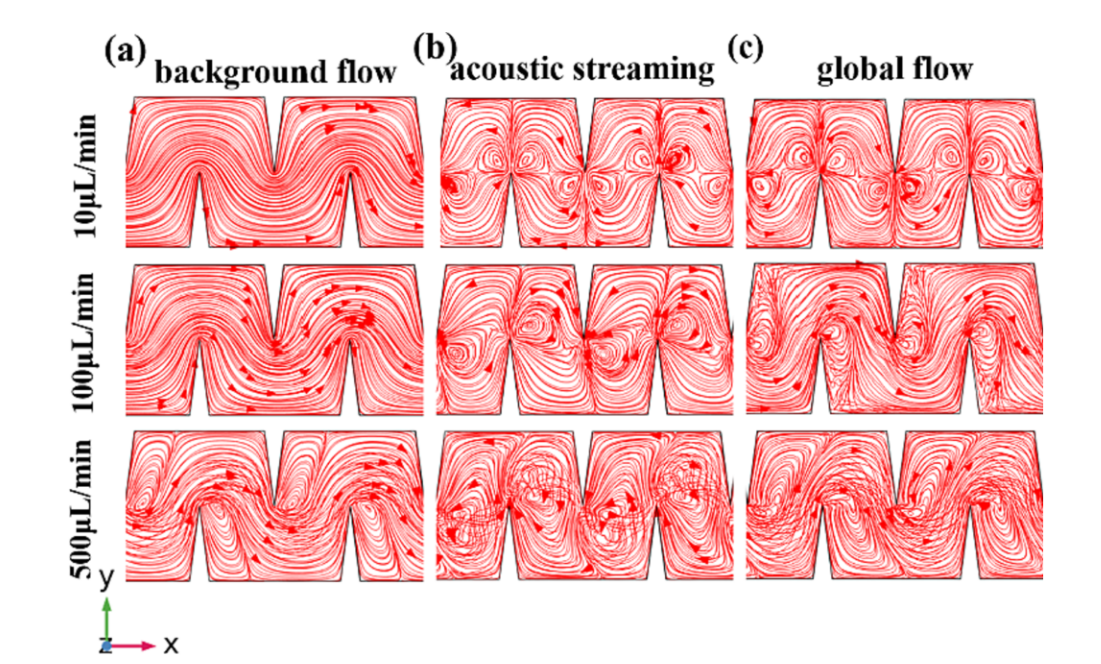 (a) (b) (c)
background flow acoustic streaming global flow
10μL/min
100μL/min
500μL/min
y
z x